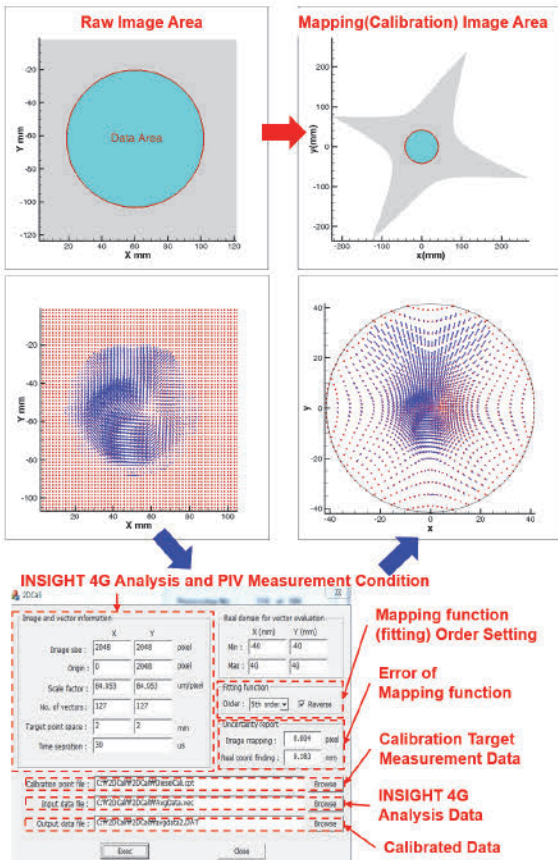 Raw Image Area
Mapping(Calibration) Image Area
Data Area
Y mm
-20
-40
-60
-80
-100
-120
20 40 60 80 100 120
X mm
y(mm)
200
100
0
-100
-200
-200 -100 0 100 200
x(mm)
Y mm
-20
-40
-60
-80
-100
20 40 60 80 100
X mm
y
40
30
20
10
0
-10
-20
-30
-40
-40 -20 0 20 40
x
INSIGHT 4G Analysis and PIV Measurement Condition
Image and vector information
X Y
Image size : 2048 2048 pixel
Origin : 0 2048 pixel
Scale factor : 84.953 84.953 um/pixel
No. of vectors : 127 127
Target point space : 2 2 mm
Time separation : 30 us
Real domain for vector evaluation
X (mm) Y (mm)
Min : -40 -40
Max : 40 40
Fitting function
Order : 5th order Reverse
Uncertainty report
Image mapping : pixel
Real coord finding : mm
Calibration point file :
Browse
Input data file :
Browse
Output data file :
Browse
Exec
Close
Mapping function
(fitting) Order Setting
Error of
Mapping function
Calibration Target
Measurement Data
INSIGHT 4G
Analysis Data
Calibrated Data